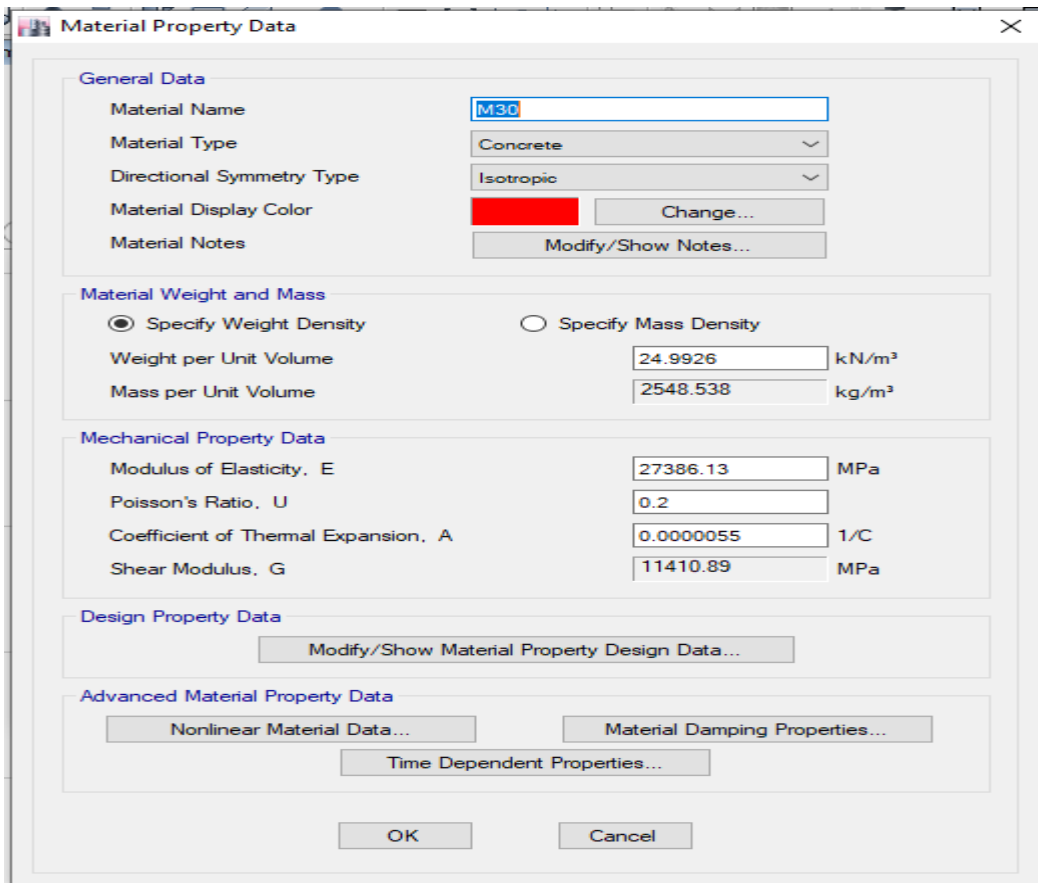 Material Property Data
General Data
Material Name M30
Material Type Concrete
Directional Symmetry Type Isotropic
Material Display Color Change...
Material Notes Modify/Show Notes...
Material Weight and Mass
Specify Weight Density Specify Mass Density
Weight per Unit Volume 24.9926 kN/m³
Mass per Unit Volume 2548.538 kg/m³
Mechanical Property Data
Modulus of Elasticity, E 27386.13 MPa
Poisson's Ratio, U 0.2
Coefficient of Thermal Expansion, A 0.0000055 1/C
Shear Modulus, G 11410.89 MPa
Design Property Data
Modify/Show Material Property Design Data...
Advanced Material Property Data
Nonlinear Material Data... Material Damping Properties...
Time Dependent Properties...
OK Cancel